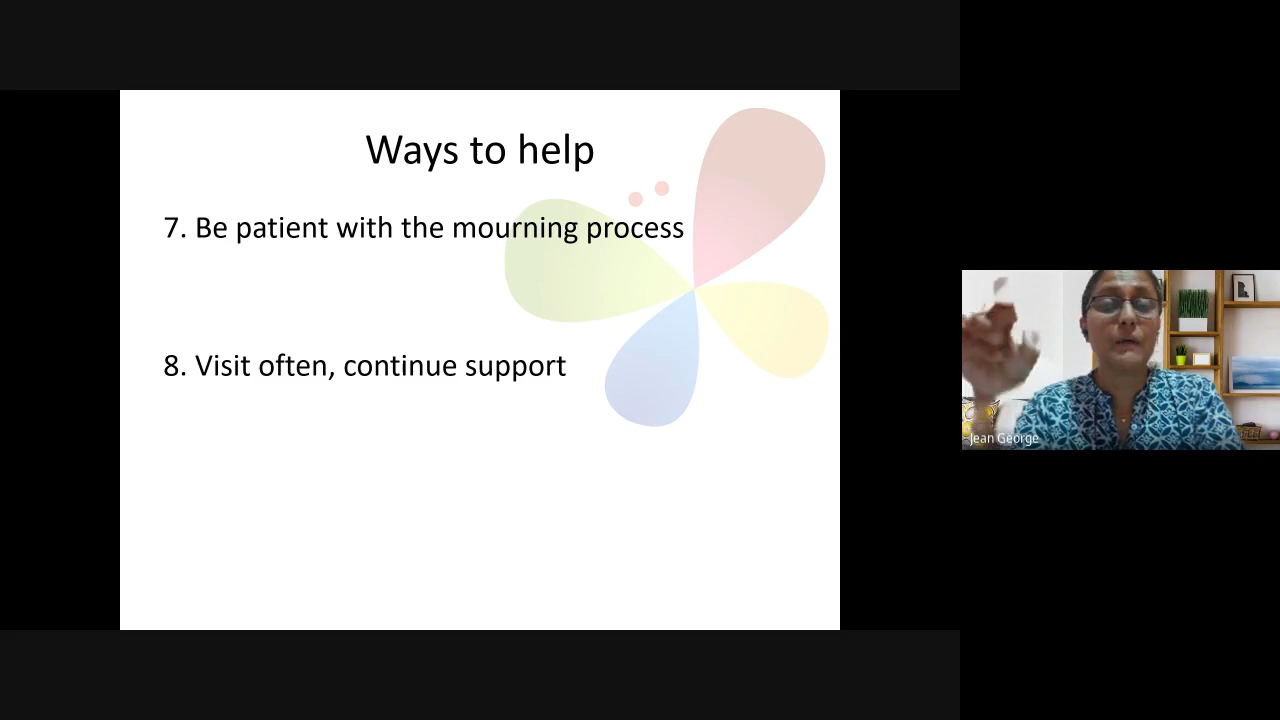 Ways to help
7. Be patient with the mourning process
8. Visit often, continue support
Jean George